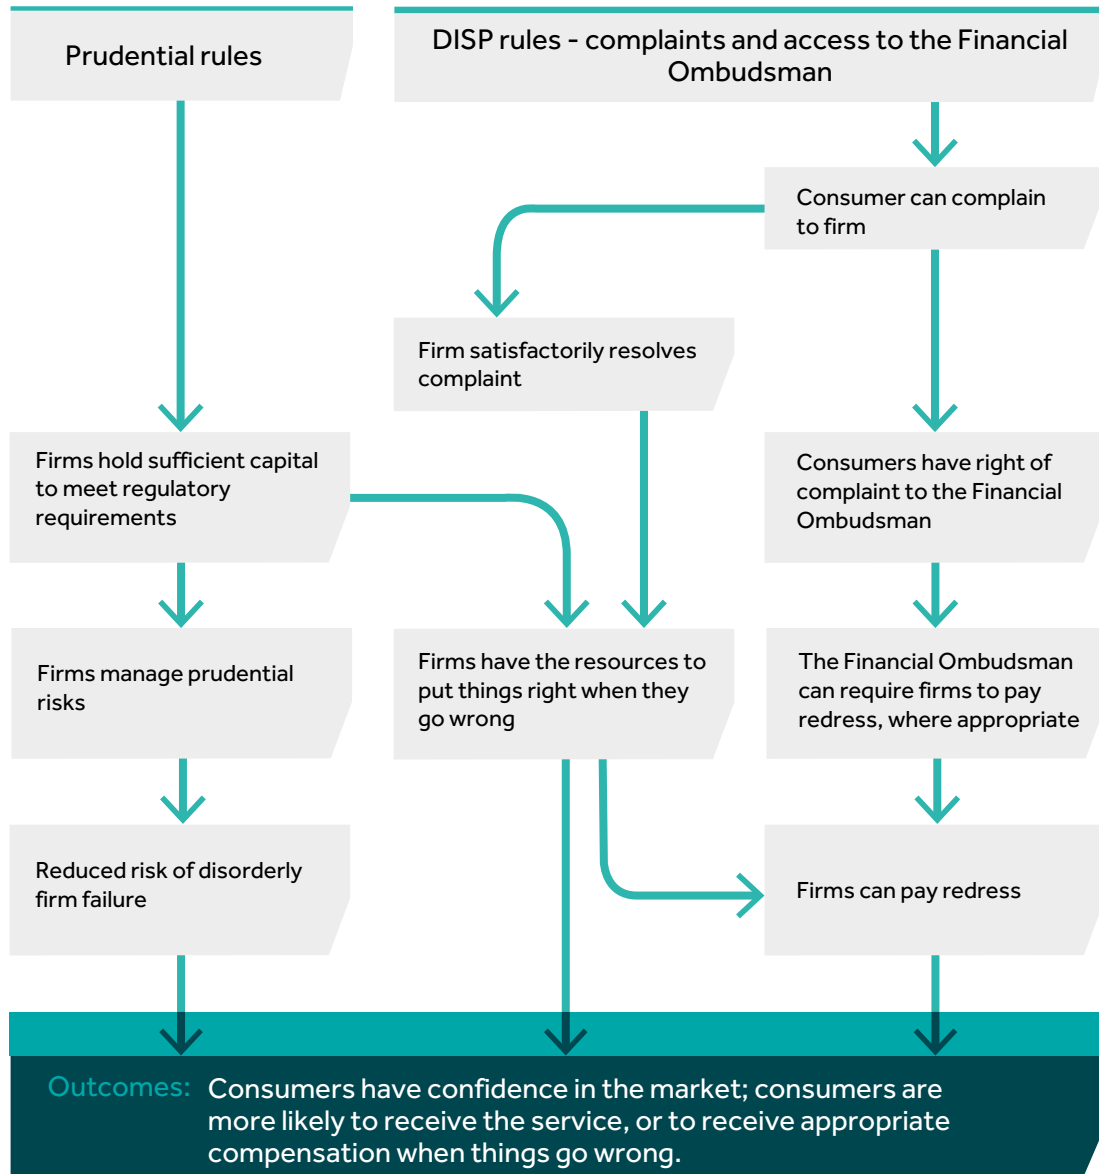 Prudential rules
DISP rules - complaints and access to the Financial
Ombudsman
Consumer can complain
to firm
Firm satisfactorily resolves
complaint
Firms hold sufficient capital
to meet regulatory
requirements
Consumers have right of
complaint to the Financial
Ombudsman
Firms manage prudential
risks
Firms have the resources to
put things right when they
go wrong
The Financial Ombudsman
can require firms to pay
redress, where appropriate
Reduced risk of disorderly
firm failure
Firms can pay redress
Outcomes: Consumers have confidence in the market; consumers are
more likely to receive the service, or to receive appropriate
compensation when things go wrong.